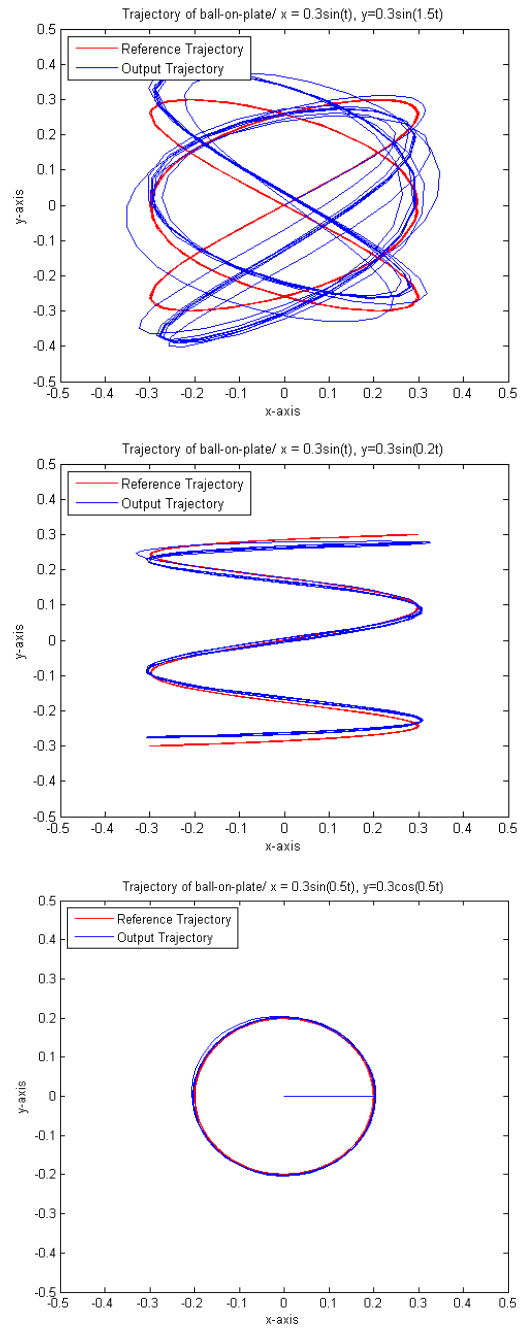 Trajectory of ball-on-plate/ x = 0.3sin(t), y=0.3sin(1.5t)
Reference Trajectory
Output Trajectory
y-axis
0.5
0.4
0.3
0.2
0.1
0
-0.1
-0.2
-0.3
-0.4
-0.5
-0.5 -0.4 -0.3 -0.2 -0.1 0 0.1 0.2 0.3 0.4 0.5
x-axis
Trajectory of ball-on-plate/ x = 0.3sin(t), y=0.3sin(0.2t)
Reference Trajectory
Output Trajectory
y-axis
0.5
0.4
0.3
0.2
0.1
0
-0.1
-0.2
-0.3
-0.4
-0.5
-0.5 -0.4 -0.3 -0.2 -0.1 0 0.1 0.2 0.3 0.4 0.5
x-axis
Trajectory of ball-on-plate/ x = 0.3sin(0.5t), y=0.3cos(0.5t)
Reference Trajectory
Output Trajectory
y-axis
0.5
0.4
0.3
0.2
0.1
0
-0.1
-0.2
-0.3
-0.4
-0.5
-0.5 -0.4 -0.3 -0.2 -0.1 0 0.1 0.2 0.3 0.4 0.5
x-axis